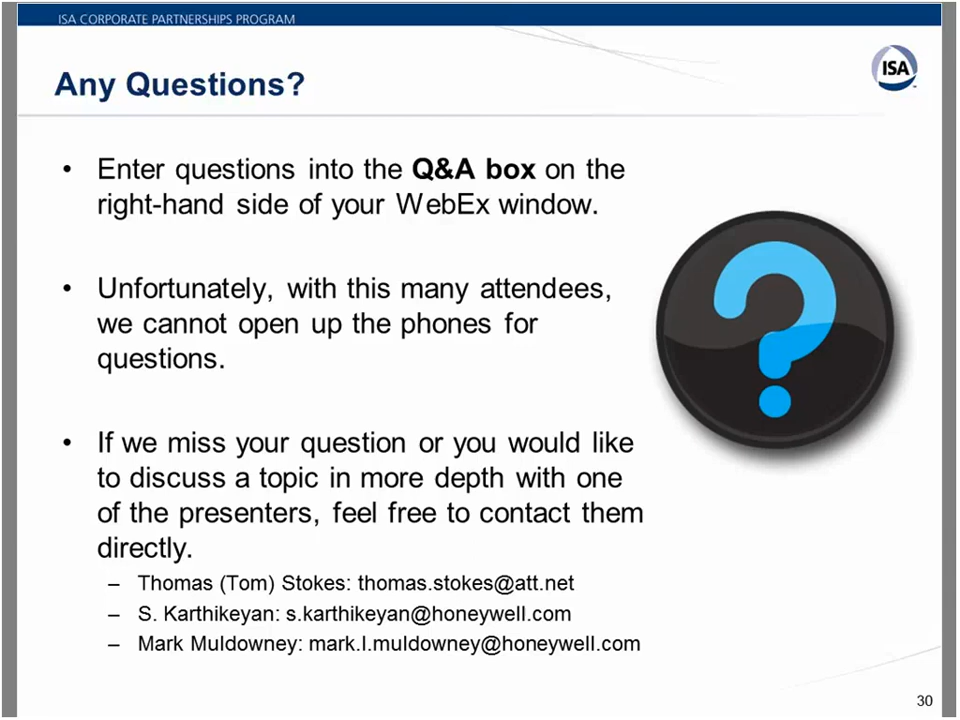 ISA CORPORATE PARTNERSHIPS PROGRAM
Any Questions?
ISA
• Enter questions into the Q&A box on the
right-hand side of your WebEx window.
• Unfortunately, with this many attendees,
we cannot open up the phones for
questions.
• If we miss your question or you would like
to discuss a topic in more depth with one
of the presenters, feel free to contact them
directly.
– Thomas (Tom) Stokes: thomas.stokes@att.net
– S. Karthikeyan: s.karthikeyan@honeywell.com
– Mark Muldowney: mark.l.muldowney@honeywell.com
?
30